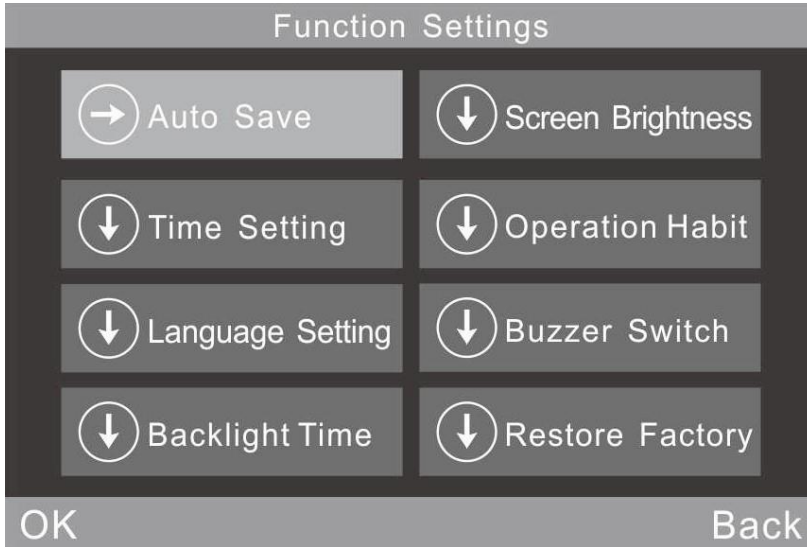 Function Settings
Auto Save
Screen Brightness
Time Setting
Operation Habit
Language Setting
Buzzer Switch
Backlight Time
Restore Factory
OK
Back